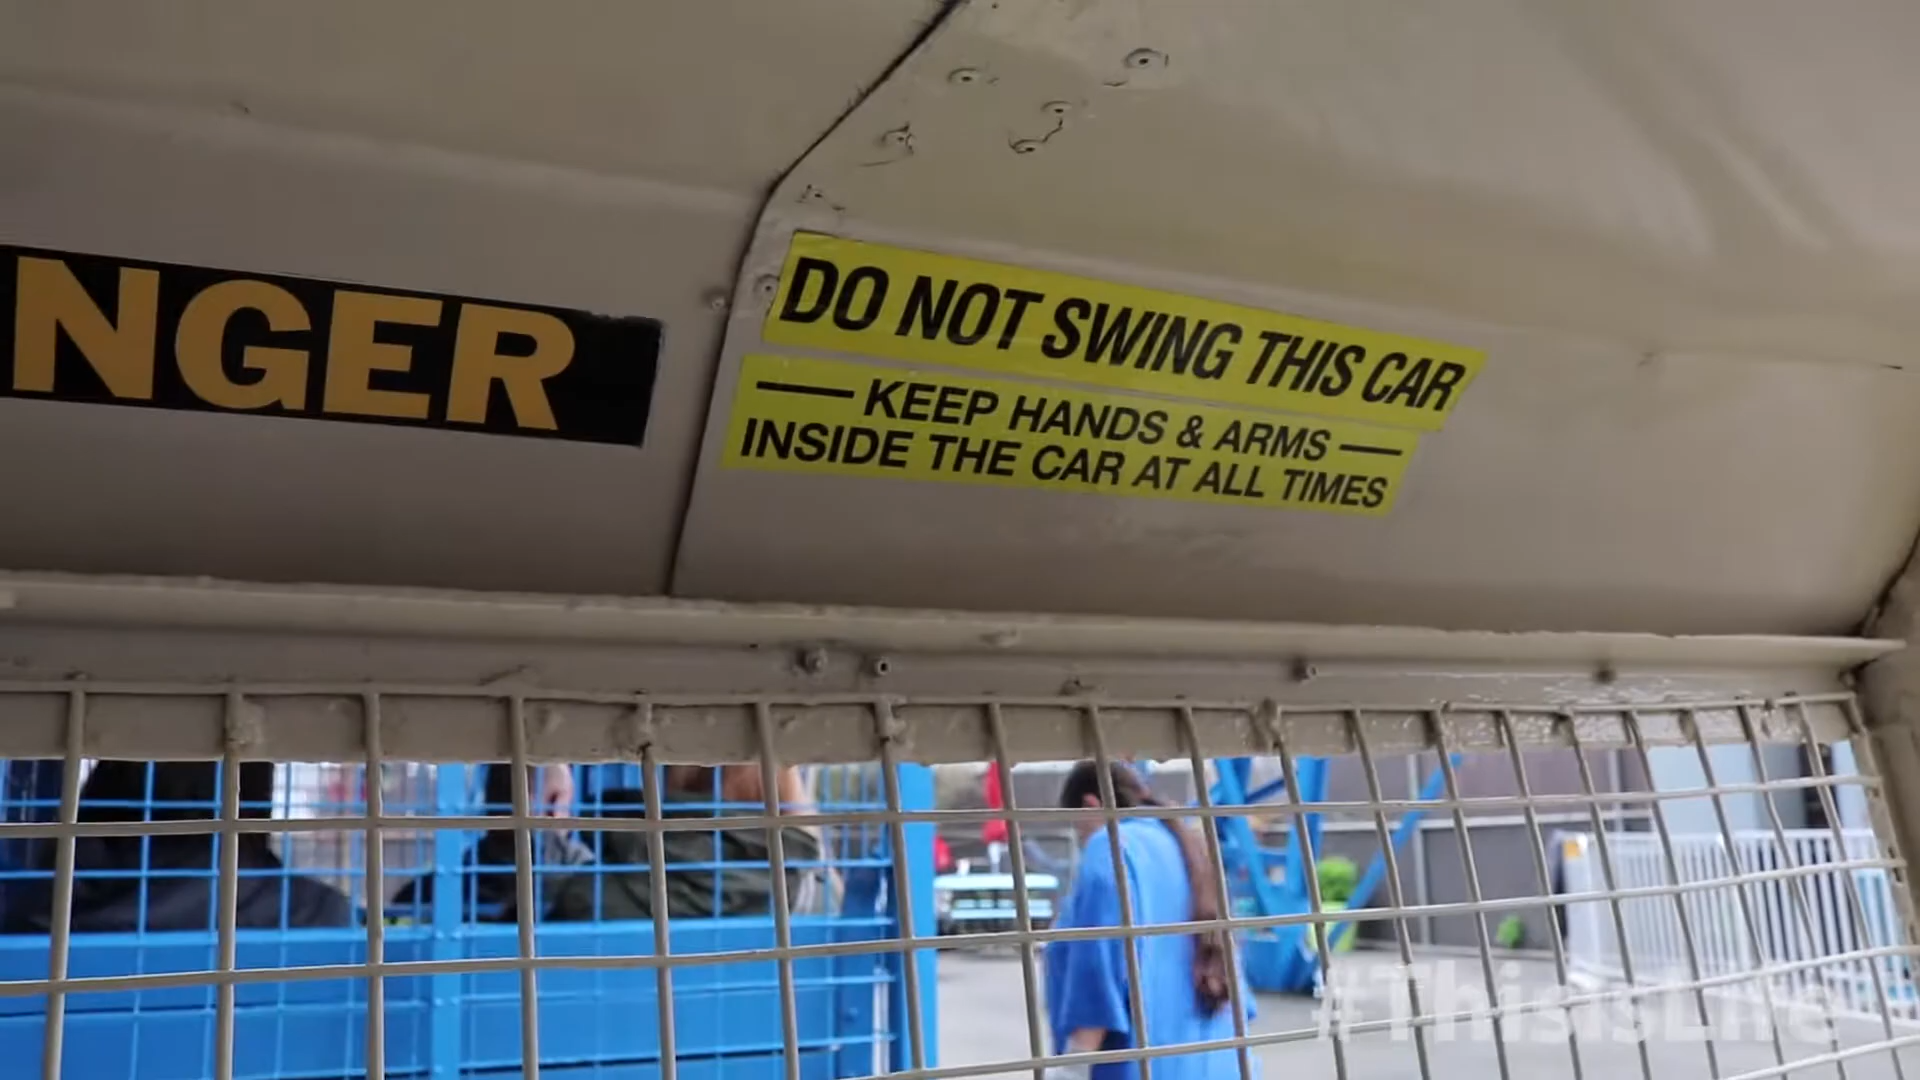 NGER
DO NOT SWING THIS CAR
— KEEP HANDS & ARMS —
INSIDE THE CAR AT ALL TIMES
#ThisisLife